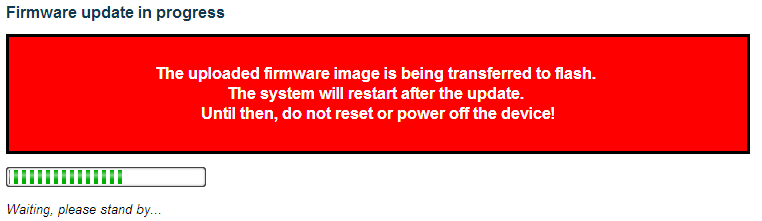 Firmware update in progress
The uploaded firmware image is being transferred to flash.
The system will restart after the update.
Until then, do not reset or power off the device!
Waiting, please stand by...